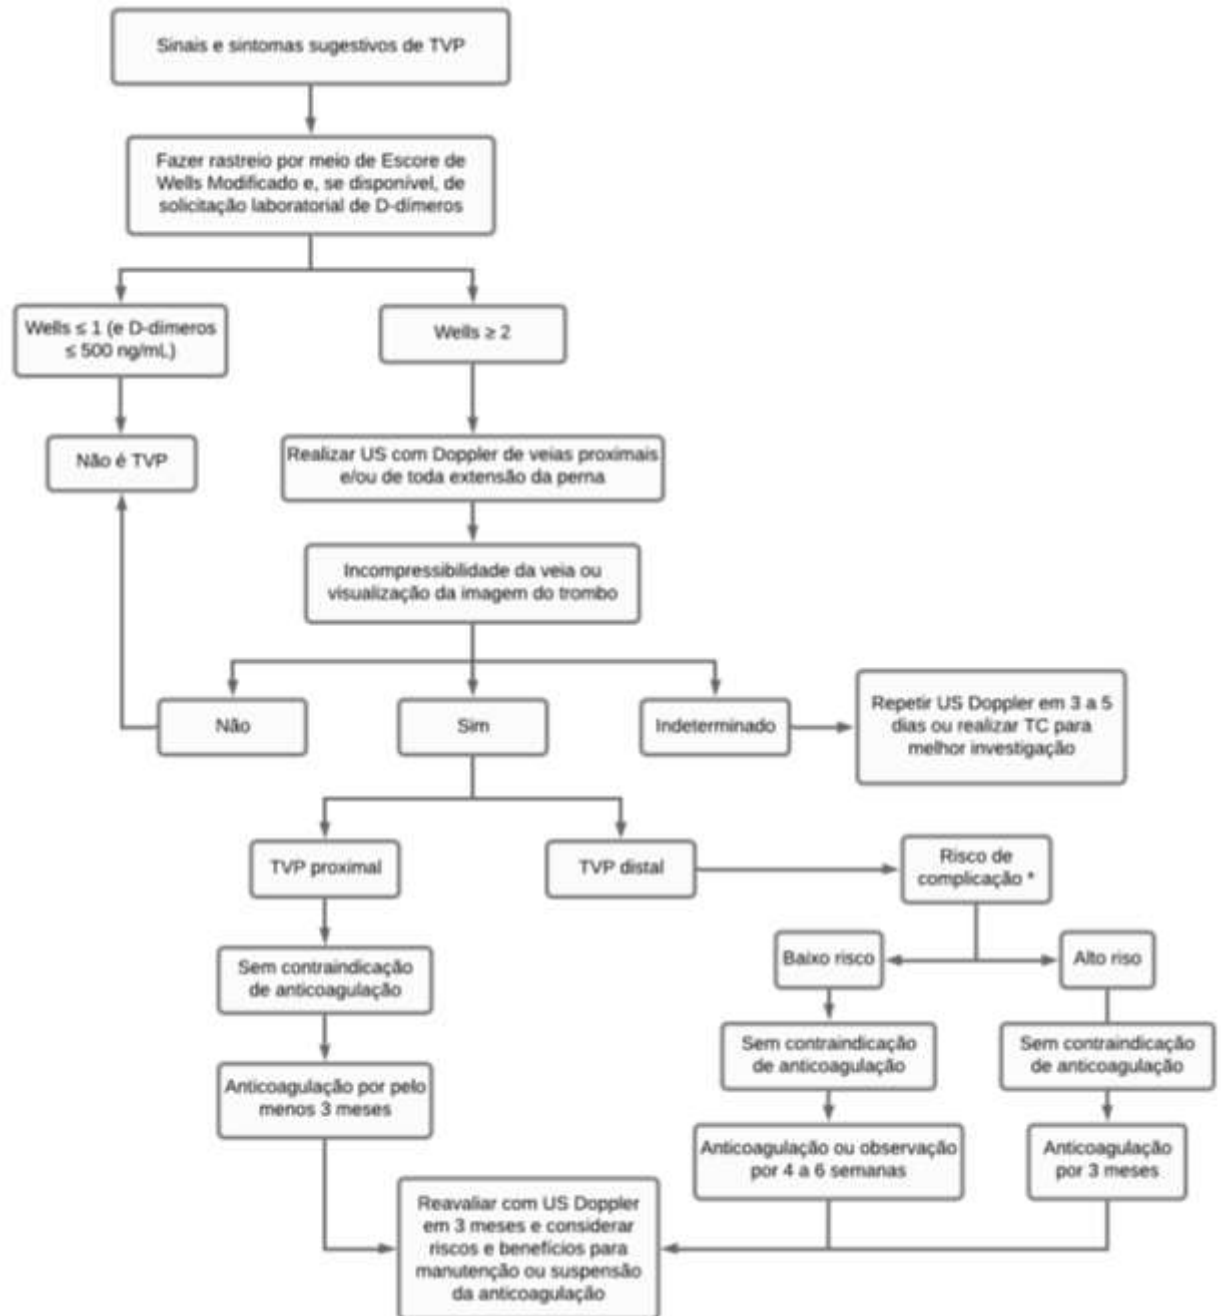 Sinais e sintomas sugestivos de TVP
Fazer rastreio por meio de Escore de
Wells Modificado e, se disponível, de
solicitação laboratorial de D-dímeros
Wells ≤ 1 (e D-dímeros
≤ 500 ng/mL)
Wells ≥ 2
Não é TVP
Realizar US com Doppler de veias proximais
e/ou de toda extensão da perna
Incompressibilidade da veia ou
visualização da imagem do trombo
Não
Sim
Indeterminado
Repetir US Doppler em 3 a 5
dias ou realizar TC para
melhor investigação
TVP proximal
TVP distal
Risco de
complicação *
Baixo risco
Alto riso
Sem contraindicação
de anticoagulação
Sem contraindicação
de anticoagulação
Sem contraindicação
de anticoagulação
Anticoagulação por pelo
menos 3 meses
Anticoagulação ou observação
por 4 a 6 semanas
Anticoagulação
por 3 meses
Reavaliar com US Doppler
em 3 meses e considerar
riscos e benefícios para
manutenção ou suspensão
da anticoagulação